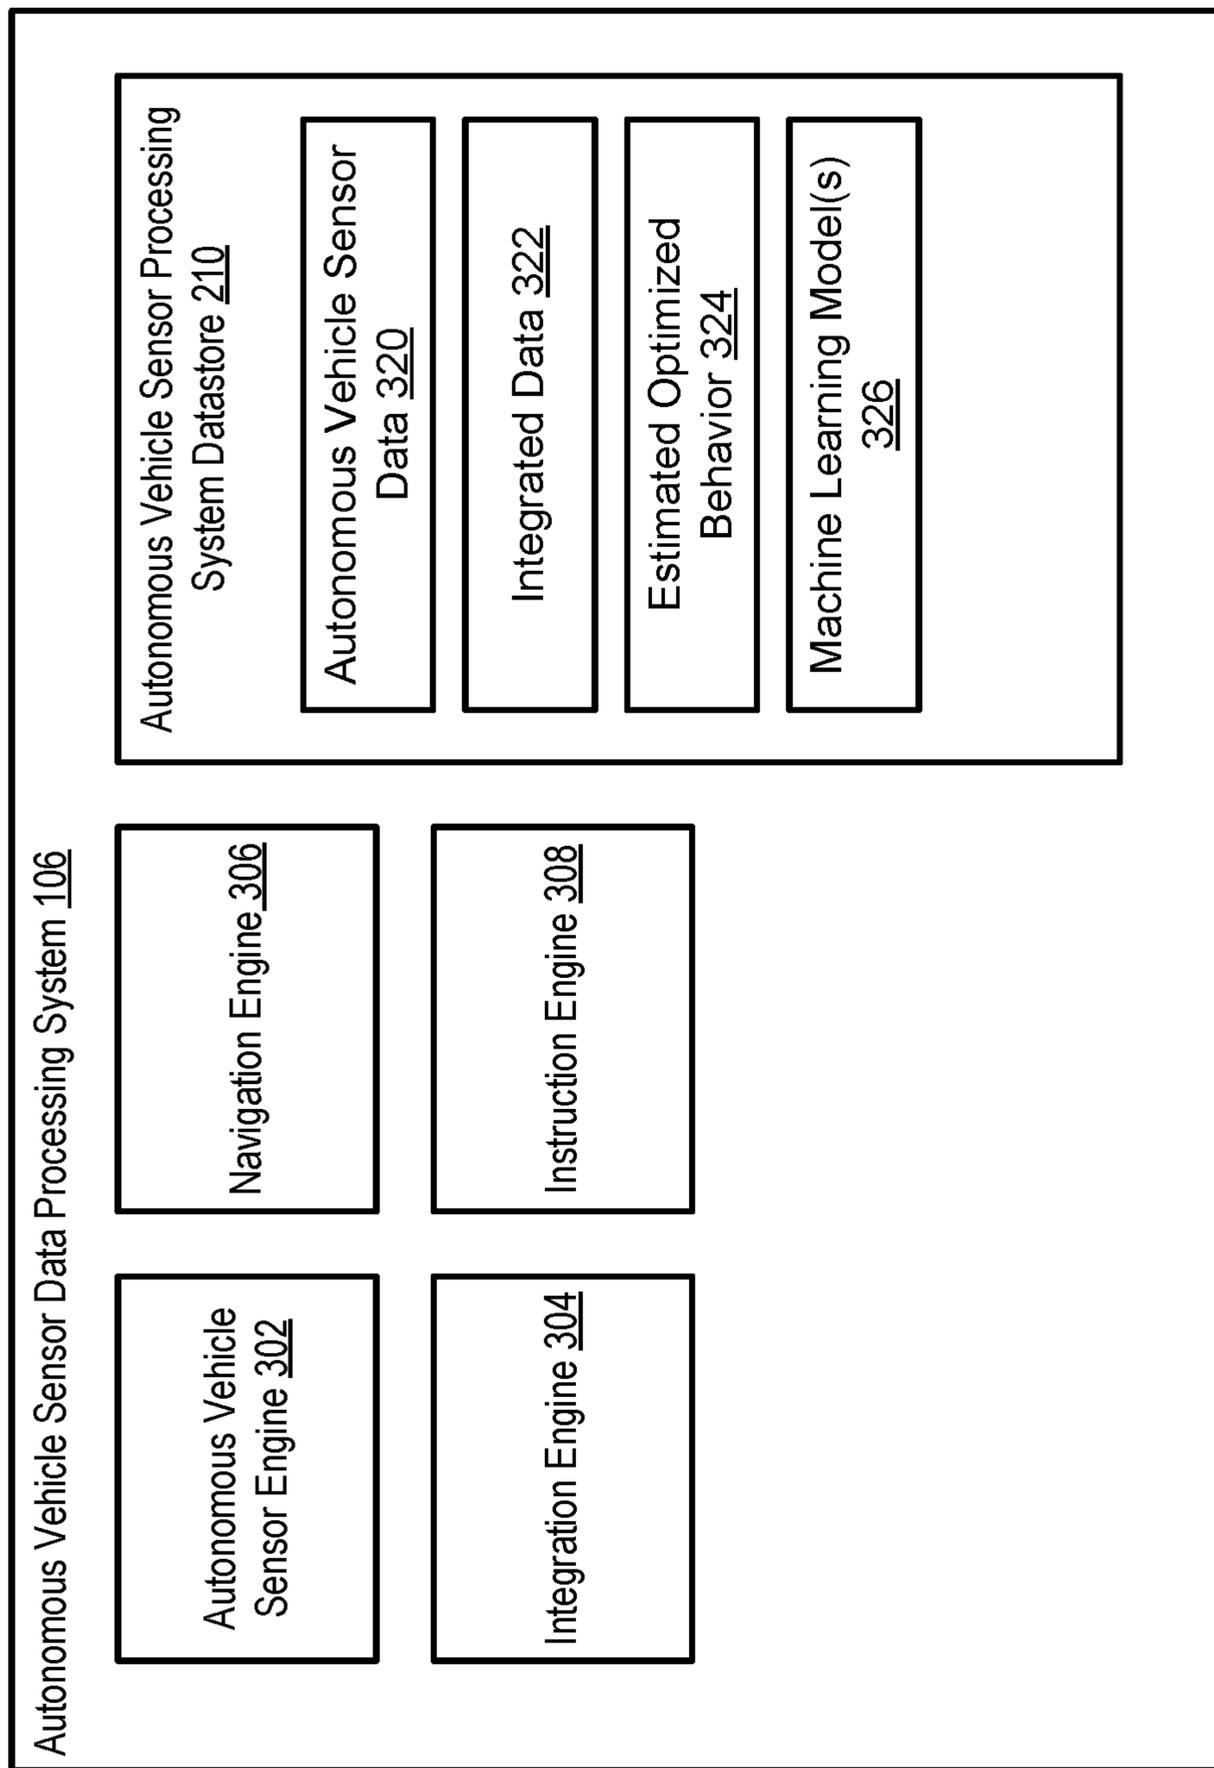 Autonomous Vehicle Sensor Data Processing System 106
Autonomous Vehicle
Sensor Engine 302
Navigation Engine 306
Integration Engine 304
Instruction Engine 308
Autonomous Vehicle Sensor Processing
System Datastore 210
Autonomous Vehicle Sensor
Data 320
Integrated Data 322
Estimated Optimized
Behavior 324
Machine Learning Model(s)
326